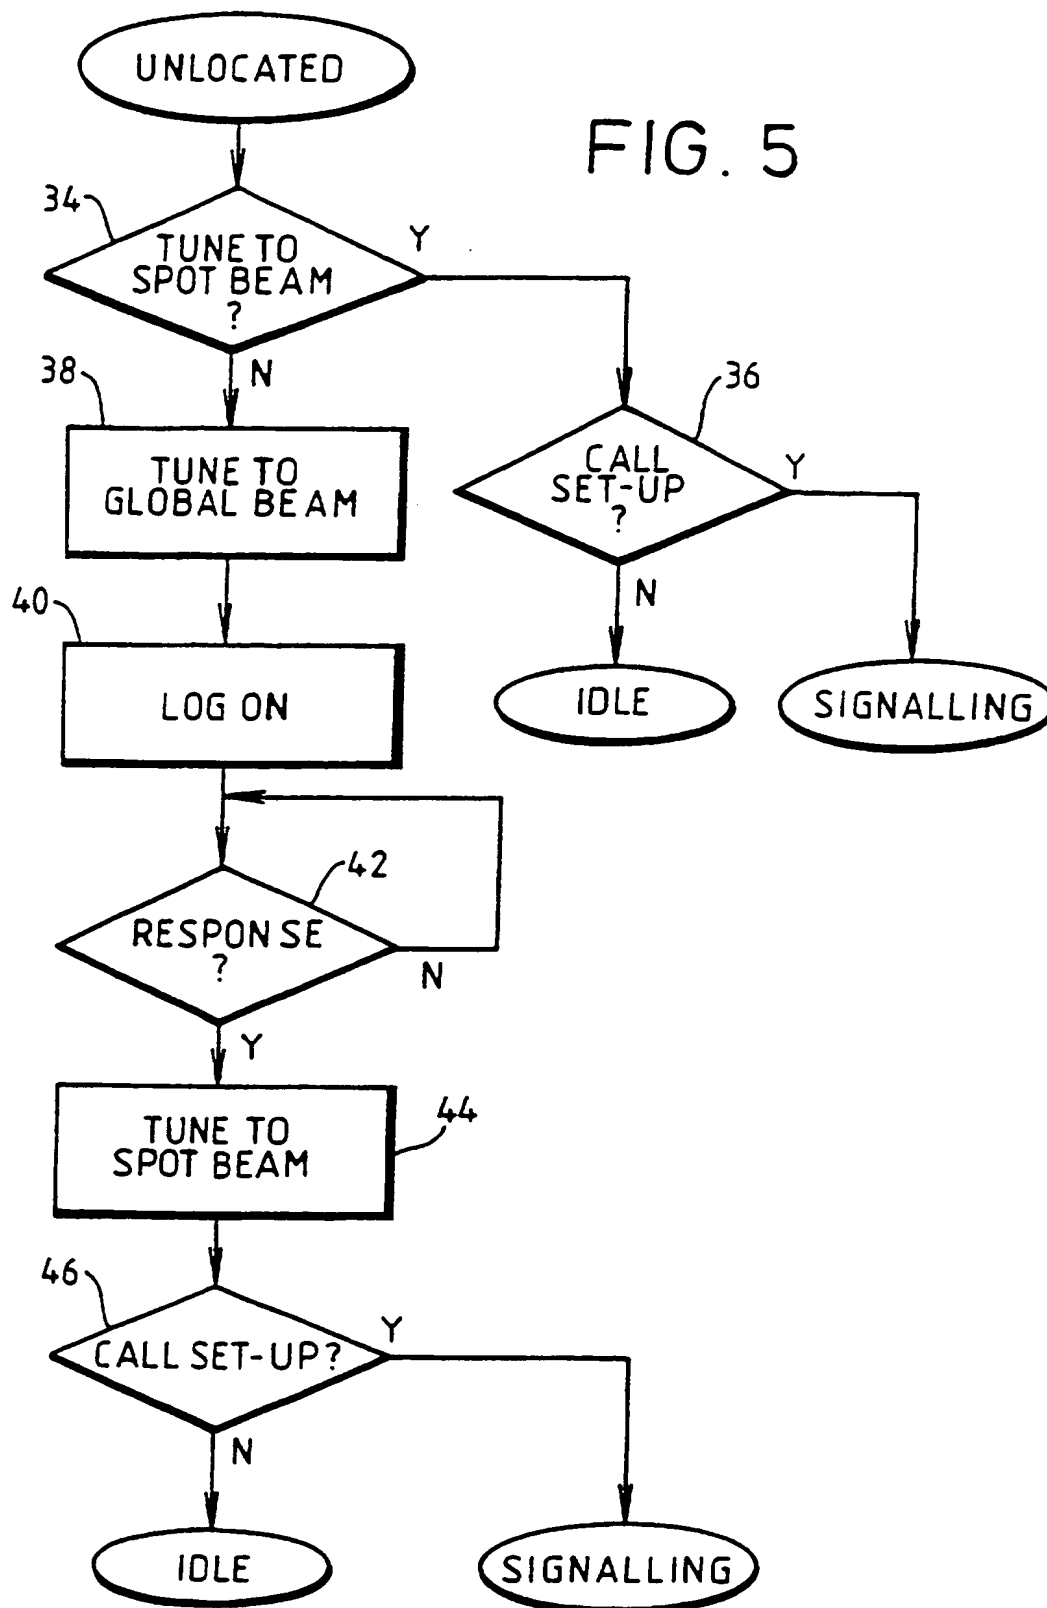 UNLOCATED
FIG. 5
34
TUNE TO
SPOT BEAM
?
Y
N
38
TUNE TO
GLOBAL BEAM
36
CALL
SET-UP
?
Y
N
40
LOG ON
IDLE
SIGNALLING
42
RESPONSE
?
N
Y
TUNE TO
SPOT BEAM
44
46
CALL SET-UP?
Y
N
IDLE
SIGNALLING